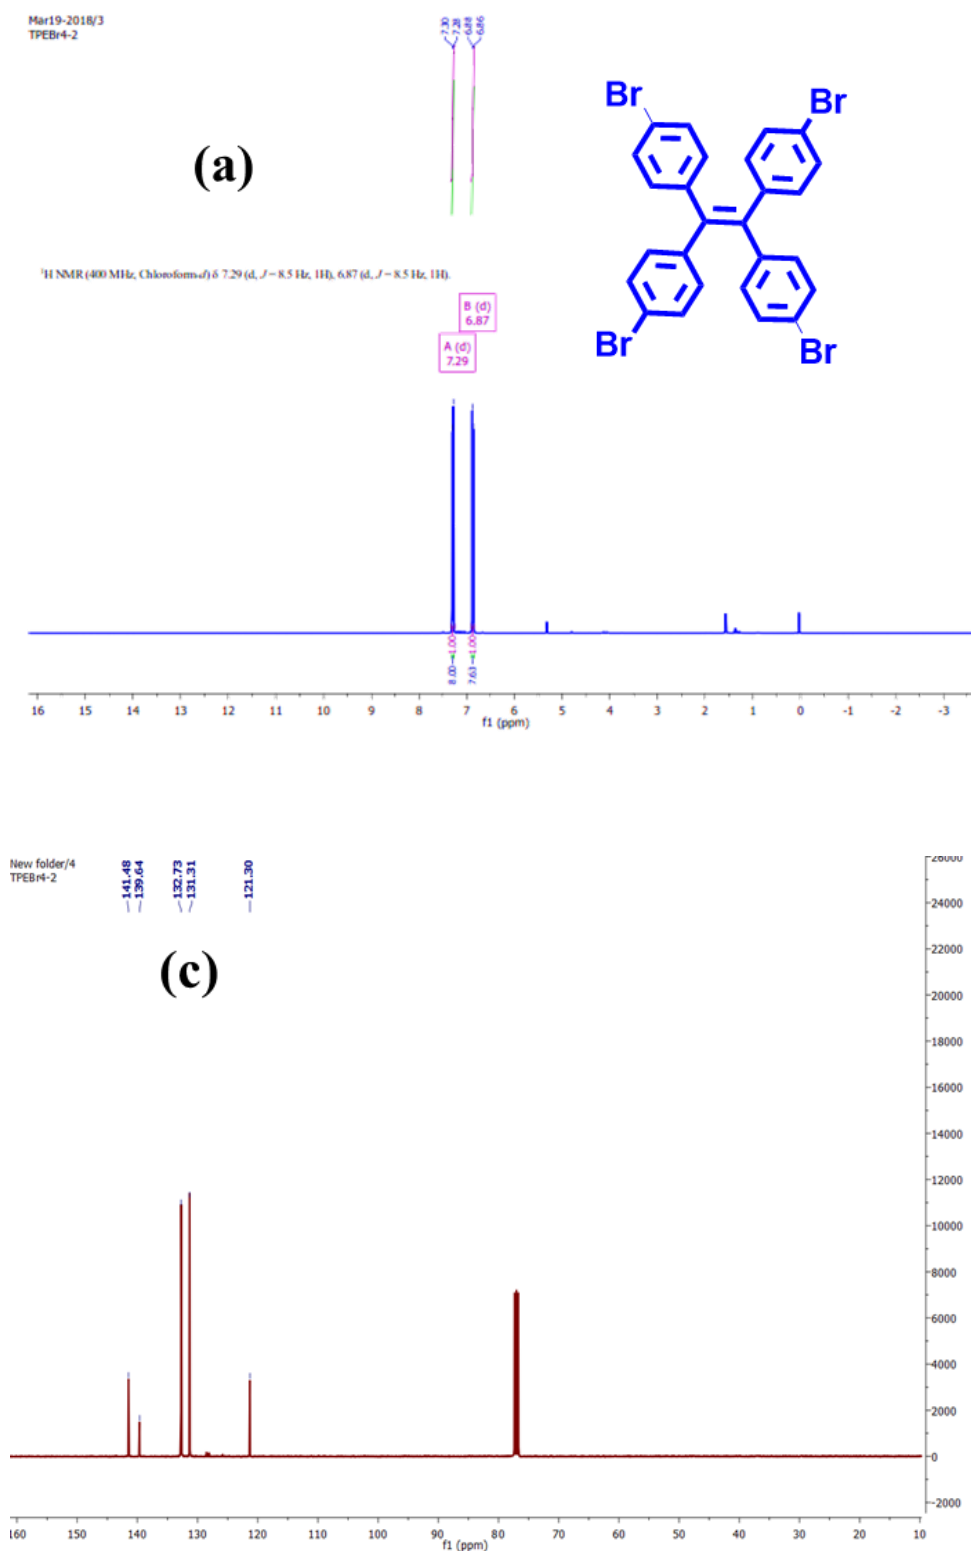 Mar19-2018/3
TPEBr4-2
7.30
7.28
6.88
6.86
(a)
Br
Br
Br
Br
¹H NMR (400 MHz, Chloroform-d) δ 7.29 (d, J = 8.5 Hz, 1H), 6.87 (d, J = 8.5 Hz, 1H).
B (d)
6.87
A (d)
7.29
8.00
1.00
7.63
1.00
16 15 14 13 12 11 10 9 8 7 6 5 4 3 2 1 0 -1 -2 -3
f1 (ppm)
New folder/4
TPEBr4-2
141.48
139.64
132.73
131.31
121.30
(c)
26000
24000
22000
20000
18000
16000
14000
12000
10000
8000
6000
4000
2000
0
-2000
160 150 140 130 120 110 100 90 80 70 60 50 40 30 20 10
f1 (ppm)